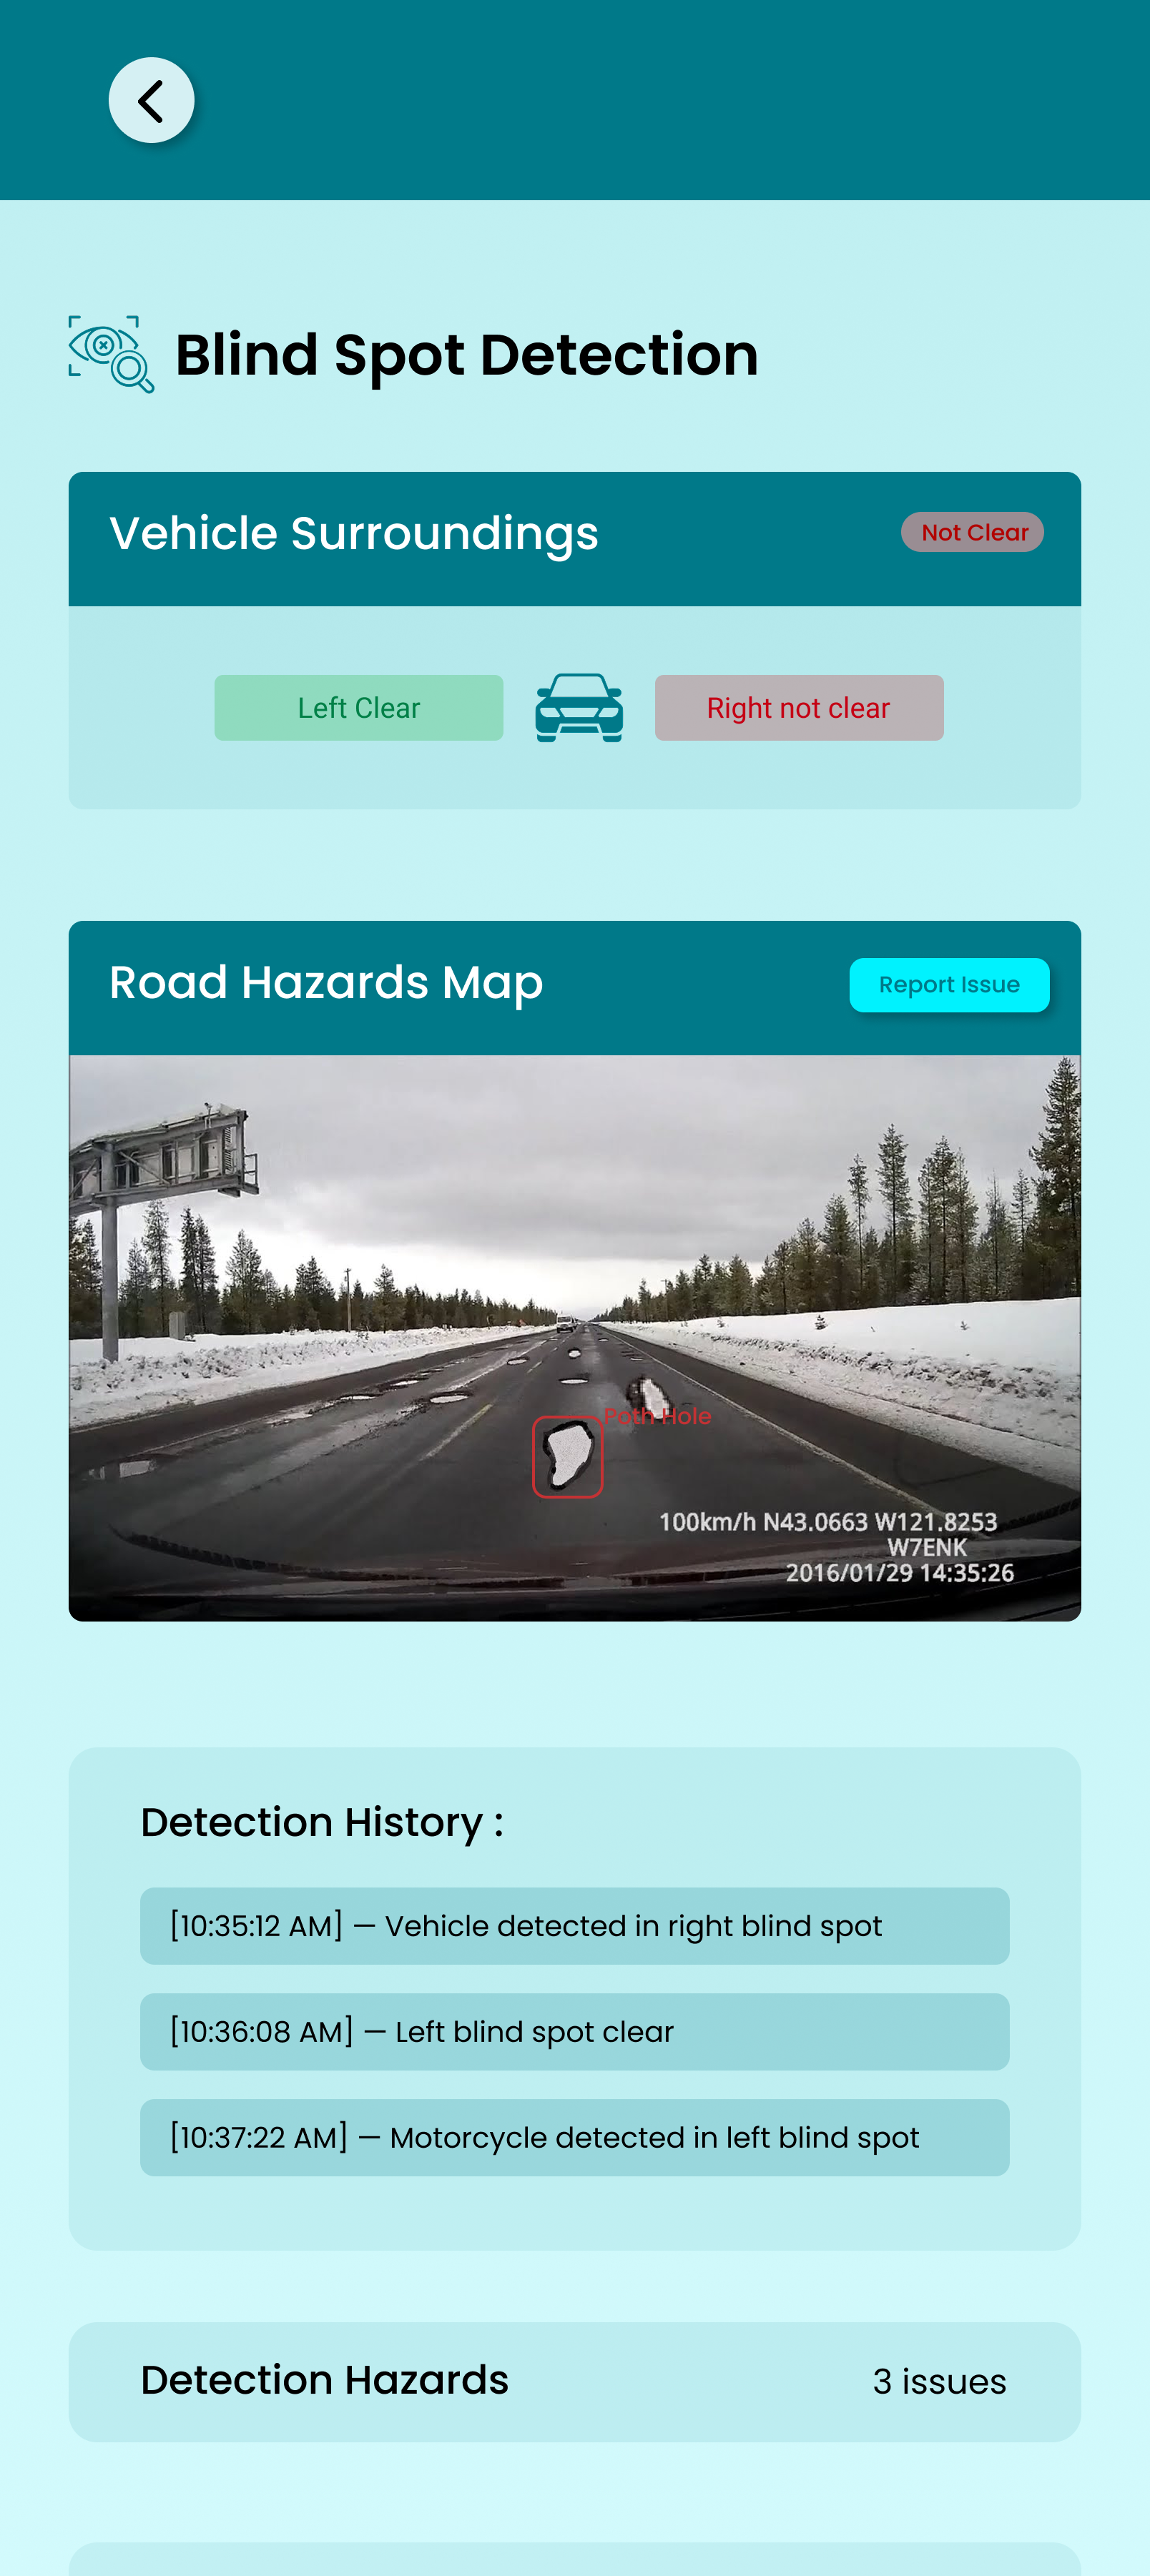 Blind Spot Detection
Vehicle Surroundings
Not Clear
Left Clear
Right not clear
Road Hazards Map
Report Issue
Poth Hole
100km/h N43.0663 W121.8253
W7ENK
2016/01/29 14:35:26
Detection History :
[10:35:12 AM] — Vehicle detected in right blind spot
[10:36:08 AM] — Left blind spot clear
[10:37:22 AM] — Motorcycle detected in left blind spot
Detection Hazards
3 issues